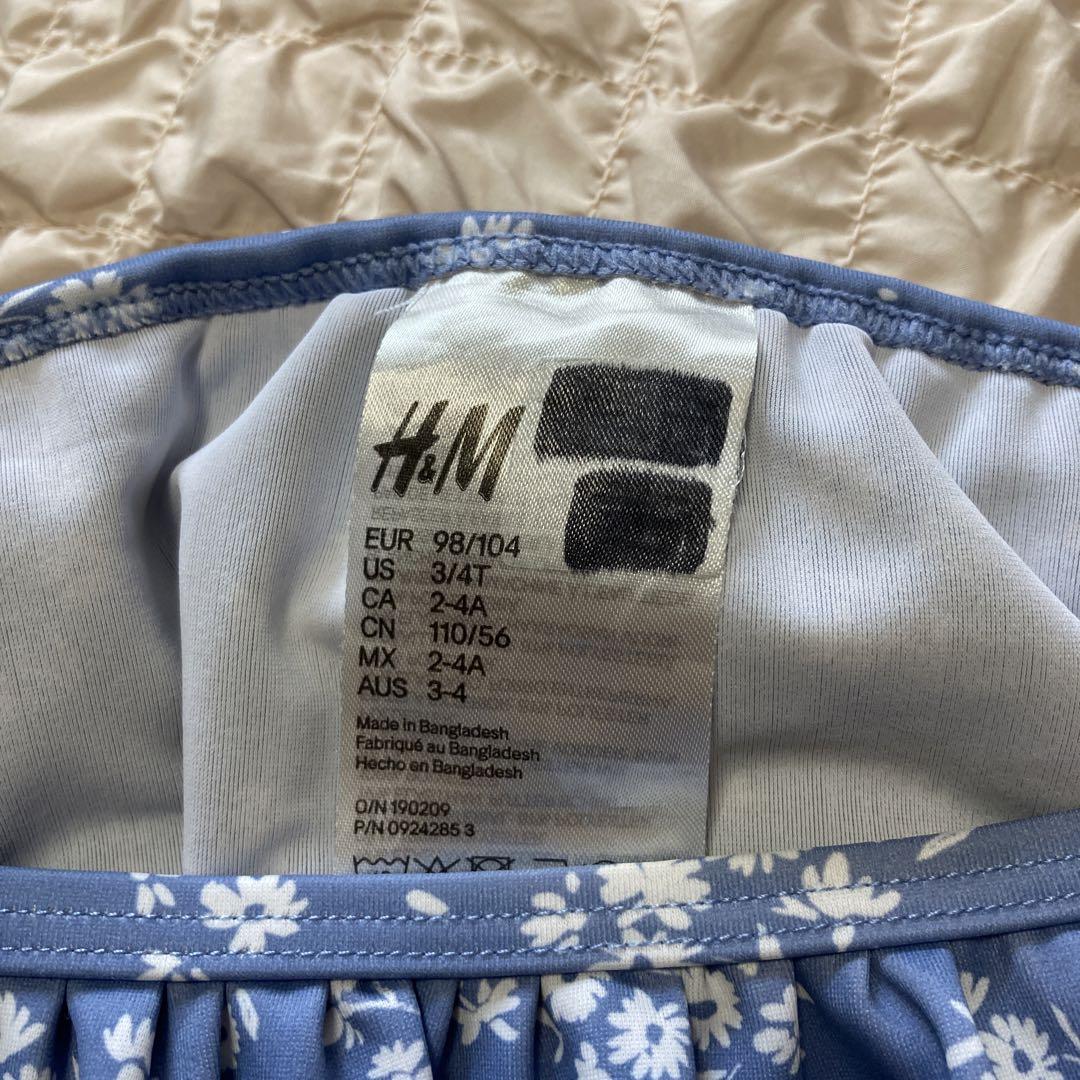 H&M
EUR 98/104
US 3/4T
CA 2-4A
CN 110/56
MX 2-4A
AUS 3-4
Made in Bangladesh
Fabriqué au Bangladesh
Hecho en Bangladesh
O/N 190209
P/N 0924285 3